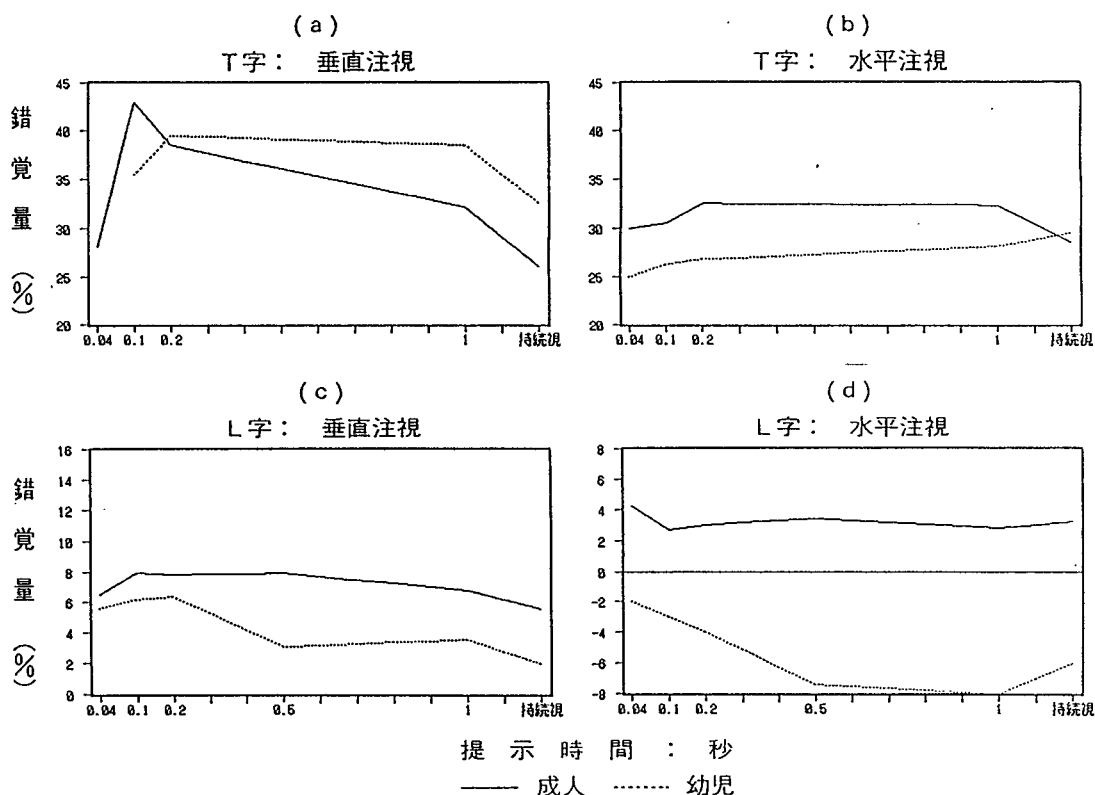 (a)
T字： 垂直注視
錯覚量 (%)
45
40
35
30
25
20
0.04 0.1 0.2 1 持続視
(b)
T字： 水平注視
45
40
35
30
25
20
0.04 0.1 0.2 1 持続視
(c)
L字： 垂直注視
錯覚量 (%)
16
14
12
10
8
6
4
2
0
0.04 0.1 0.2 0.5 1 持続視
(d)
L字： 水平注視
8
6
4
2
0
-2
-4
-6
-8
0.04 0.1 0.2 0.5 1 持続視
提示時間：秒
成人 幼児